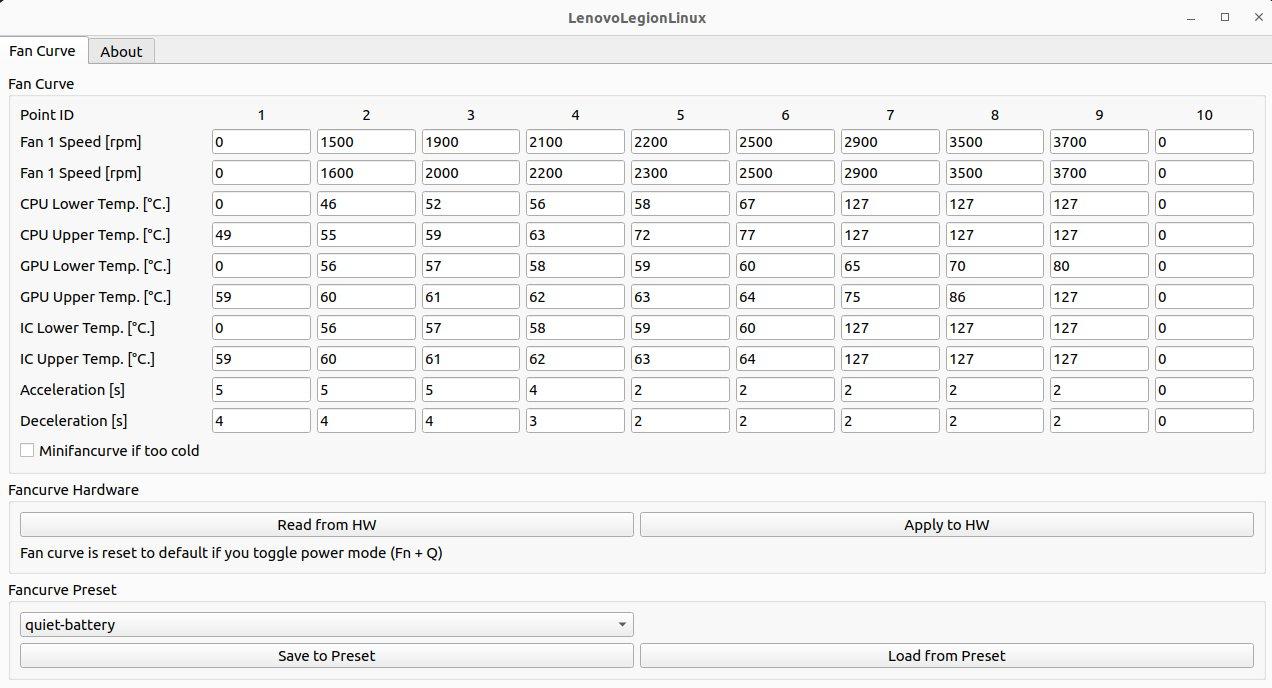 LenovoLegionLinux
Fan Curve About
Fan Curve
Point ID 1 2 3 4 5 6 7 8 9 10
Fan 1 Speed [rpm] 0 1500 1900 2100 2200 2500 2900 3500 3700 0
Fan 1 Speed [rpm] 0 1600 2000 2200 2300 2500 2900 3500 3700 0
CPU Lower Temp. [°C.] 0 46 52 56 58 67 127 127 127 0
CPU Upper Temp. [°C.] 49 55 59 63 72 77 127 127 127 0
GPU Lower Temp. [°C.] 0 56 57 58 59 60 65 70 80 0
GPU Upper Temp. [°C.] 59 60 61 62 63 64 75 86 127 0
IC Lower Temp. [°C.] 0 56 57 58 59 60 127 127 127 0
IC Upper Temp. [°C.] 59 60 61 62 63 64 127 127 127 0
Acceleration [s] 5 5 5 4 2 2 2 2 2 0
Deceleration [s] 4 4 4 3 2 2 2 2 2 0
Minifancurve if too cold
Fancurve Hardware
Read from HW Apply to HW
Fan curve is reset to default if you toggle power mode (Fn + Q)
Fancurve Preset
quiet-battery
Save to Preset Load from Preset